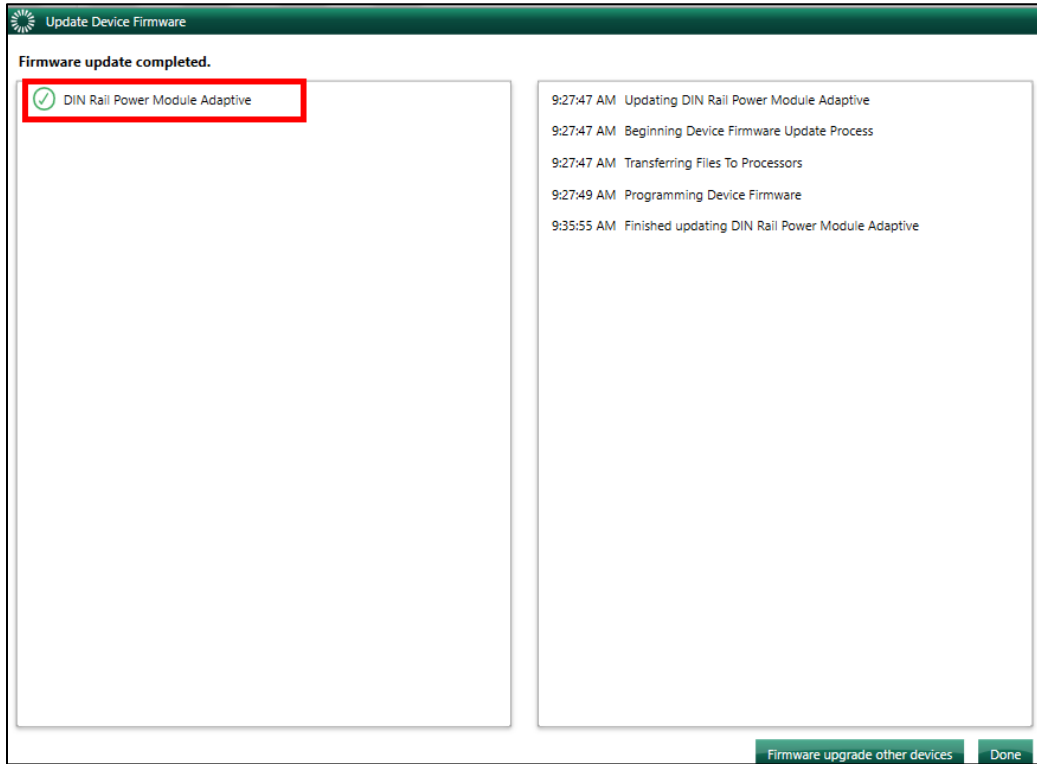 Update Device Firmware
Firmware update completed.
DIN Rail Power Module Adaptive
9:27:47 AM Updating DIN Rail Power Module Adaptive
9:27:47 AM Beginning Device Firmware Update Process
9:27:47 AM Transferring Files To Processors
9:27:49 AM Programming Device Firmware
9:35:55 AM Finished updating DIN Rail Power Module Adaptive
Firmware upgrade other devices
Done